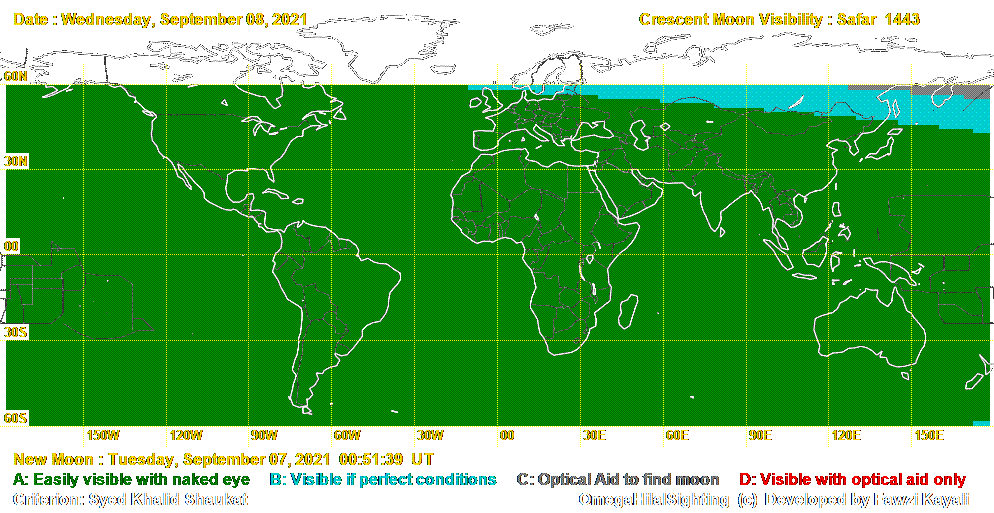 Date : Wednesday, September 08, 2021 Crescent Moon Visibility : Safar 1443
60N
30N
00
30S
60S
150W 120W 90W 60W 30W 00 30E 60E 90E 120E 150E
New Moon : Tuesday, September 07, 2021 00:51:39 UT
A: Easily visible with naked eye B: Visible if perfect conditions C: Optical Aid to find moon D: Visible with optical aid only
Criterion: Syed Khalid Shaukat OmegaHilalSighting (c) Developed by Fawzi Kayali